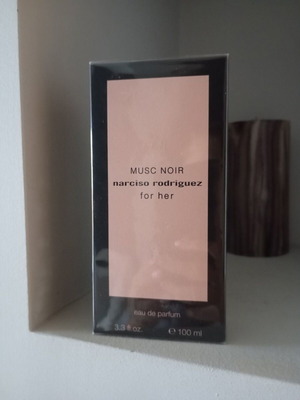 MUSC NOIR
narciso rodriguez
for her
eau de parfum
3.3 fl oz. e 100 ml